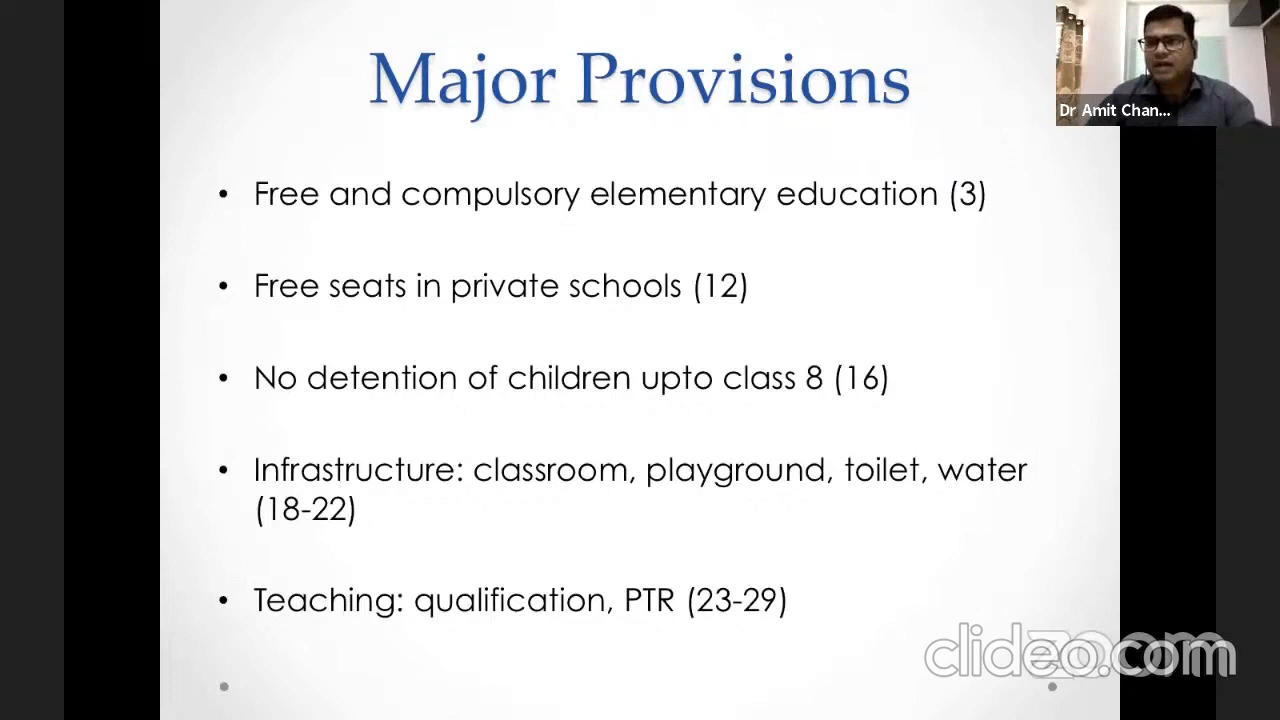 Major Provisions
Dr Amit Chan...
• Free and compulsory elementary education (3)
• Free seats in private schools (12)
• No detention of children upto class 8 (16)
• Infrastructure: classroom, playground, toilet, water
(18-22)
• Teaching: qualification, PTR (23-29)
zoom
clideo.com